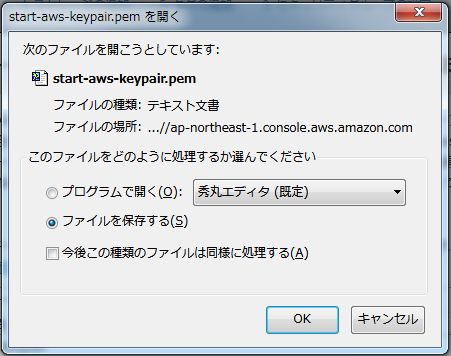 start-aws-keypair.pem を開く
次のファイルを開こうとしています:
start-aws-keypair.pem
ファイルの種類: テキスト文書
ファイルの場所: ...//ap-northeast-1.console.aws.amazon.com
このファイルをどのように処理するか選んでください
プログラムで開く(O): 秀丸エディタ (既定)
ファイルを保存する(S)
今後この種類のファイルは同様に処理する(A)
OK キャンセル